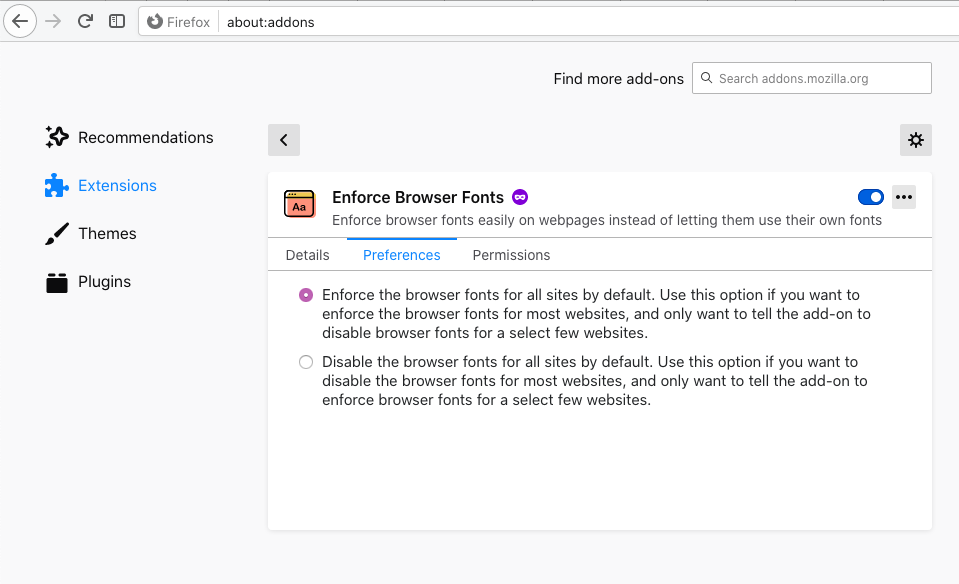 Firefox about:addons
Find more add-ons Search addons.mozilla.org
Recommendations
Extensions
Themes
Plugins
Aa
Enforce Browser Fonts
Enforce browser fonts easily on webpages instead of letting them use their own fonts
Details Preferences Permissions
Enforce the browser fonts for all sites by default. Use this option if you want to
enforce the browser fonts for most websites, and only want to tell the add-on to
disable browser fonts for a select few websites.
Disable the browser fonts for all sites by default. Use this option if you want to
disable the browser fonts for most websites, and only want to tell the add-on to
enforce browser fonts for a select few websites.